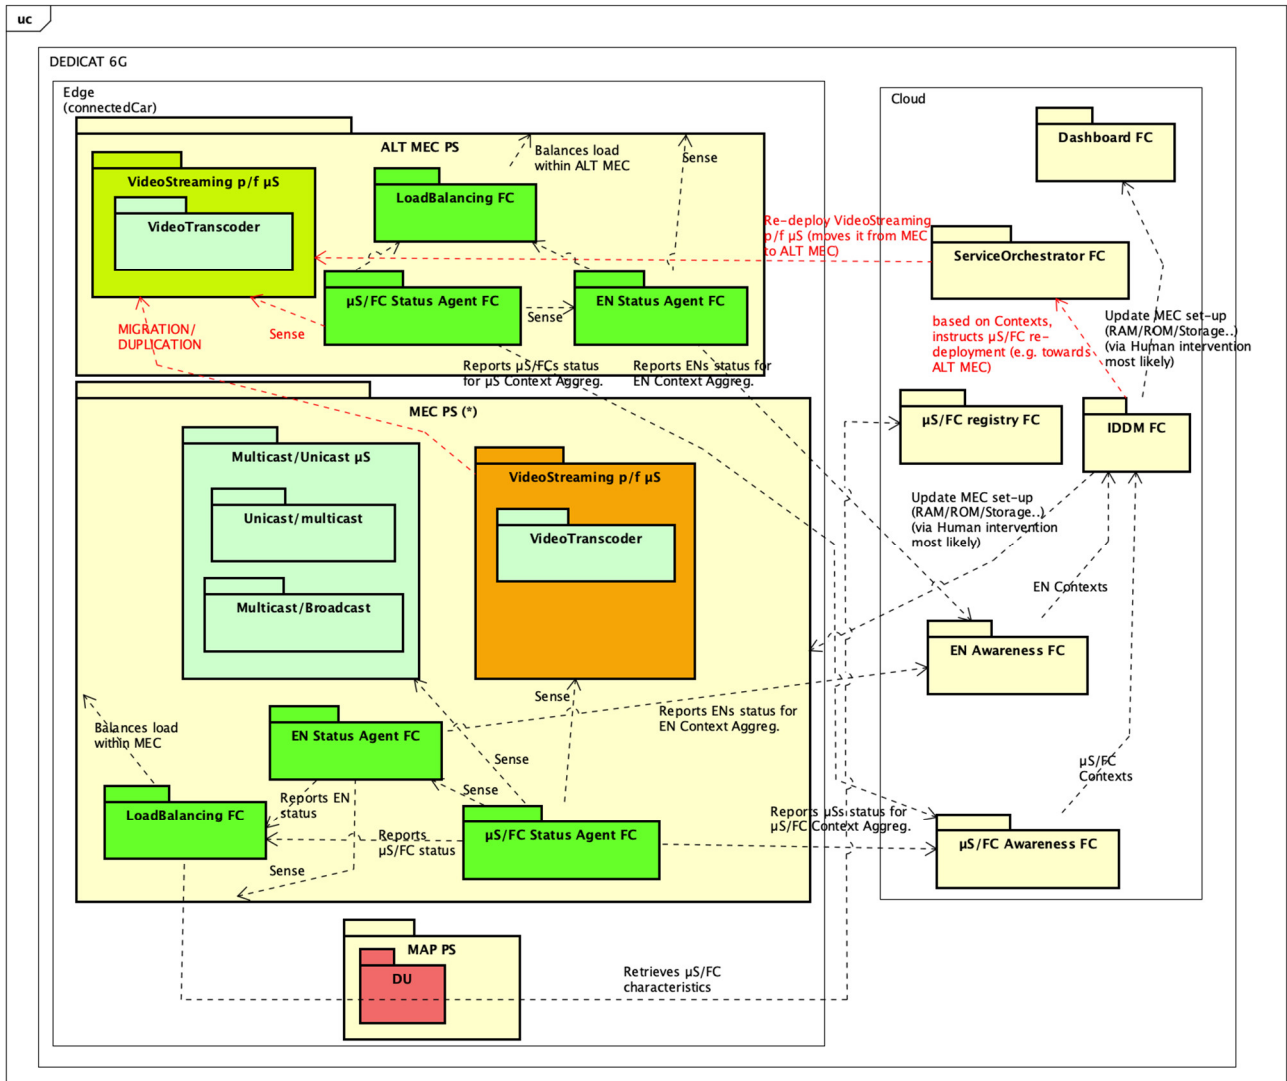 uc
DEDICAT 6G
Edge
(connectedCar)
Cloud
ALT MEC PS
VideoStreaming p/f µS
VideoTranscoder
LoadBalancing FC
Balances load
within ALT MEC
Sense
µS/FC Status Agent FC
Sense
EN Status Agent FC
MIGRATION/
DUPLICATION
Sense
Reports µS/FCs status
for µS Context Aggreg.
Reports ENs status for
EN Context Aggreg.
Re-deploy VideoStreaming
p/f µS (moves it from MEC
to ALT MEC)
Dashboard FC
ServiceOrchestrator FC
based on Contexts,
instructs µS/FC re-
deployment (e.g. towards
ALT MEC)
Update MEC set-up
(RAM/ROM/Storage..)
(via Human intervention
most likely)
µS/FC registry FC
IDDM FC
Update MEC set-up
(RAM/ROM/Storage..)
(via Human intervention
most likely)
EN Contexts
EN Awareness FC
µS/FC
Contexts
µS/FC Awareness FC
MEC PS (*)
Multicast/Unicast µS
Unicast/multicast
Multicast/Broadcast
VideoStreaming p/f µS
VideoTranscoder
Sense
Reports ENs status for
EN Context Aggreg.
Balances load
within MEC
EN Status Agent FC
Sense
Sense
Reports EN
status
LoadBalancing FC
Reports
µS/FC status
µS/FC Status Agent FC
Reports µSs status for
µS/FC Context Aggreg.
Sense
MAP PS
DU
Retrieves µS/FC
characteristics